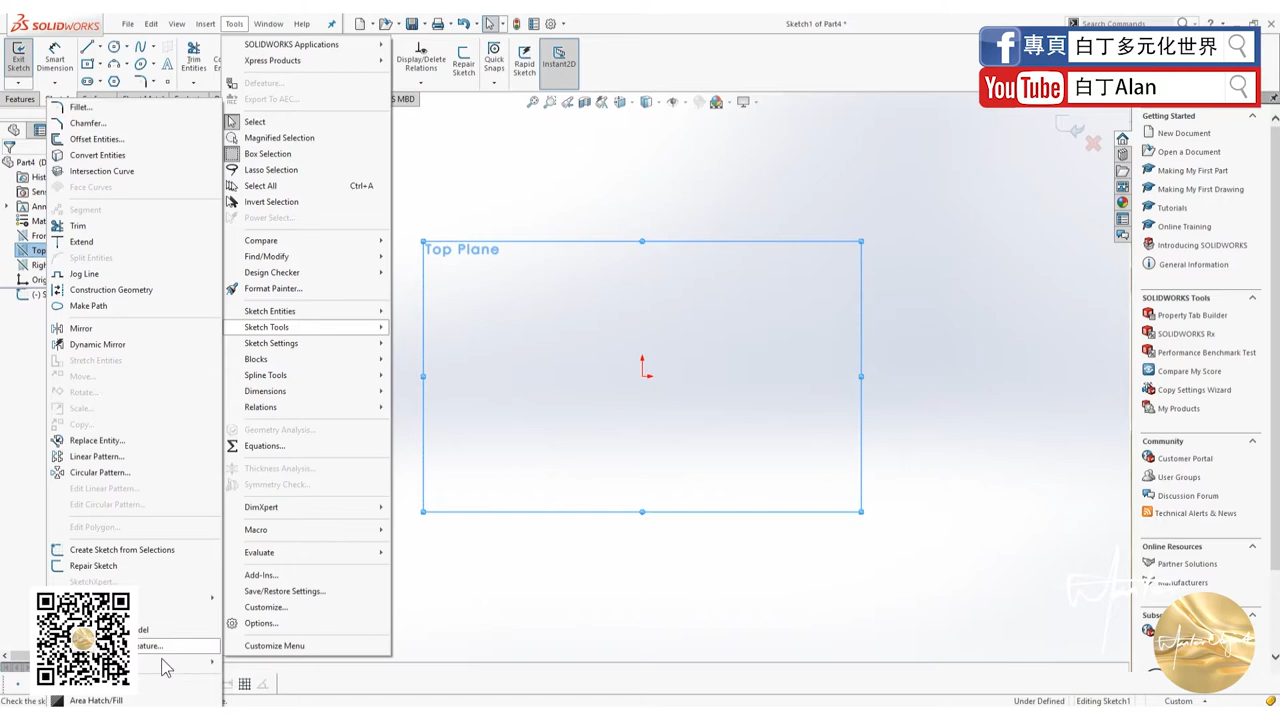 SOLIDWORKS
File
Edit
View
Insert
Tools
Window
Help
Sketch1 of Part4 *
Search Commands
Exit Sketch
Smart Dimension
Trim Entities
Display/Delete Relations
Repair Sketch
Quick Snaps
Rapid Sketch
Instant2D
Features
MBD
專頁 白丁多元化世界
YouTube 白丁Alan
Fillet...
Chamfer...
Offset Entities...
Convert Entities
Intersection Curve
Face Curves
Segment
Trim
Extend
Split Entities
Jog Line
Construction Geometry
Make Path
Mirror
Dynamic Mirror
Stretch Entities
Move...
Rotate...
Scale...
Copy...
Replace Entity...
Linear Pattern...
Circular Pattern...
Edit Linear Pattern...
Edit Circular Pattern...
Edit Polygon...
Create Sketch from Selections
Repair Sketch
SketchXpert...
Area Hatch/Fill
SOLIDWORKS Applications
Xpress Products
Defeature...
Export To AEC...
Select
Magnified Selection
Box Selection
Lasso Selection
Select All Ctrl+A
Invert Selection
Power Select...
Compare
Find/Modify
Design Checker
Format Painter...
Sketch Entities
Sketch Tools
Sketch Settings
Blocks
Spline Tools
Dimensions
Relations
Geometry Analysis...
Equations...
Thickness Analysis...
Symmetry Check...
DimXpert
Macro
Evaluate
Add-Ins...
Save/Restore Settings...
Customize...
Options...
Customize Menu
Part4 (D
Top Plane
Getting Started
New Document
Open a Document
Making My First Part
Making My First Drawing
Tutorials
Online Training
Introducing SOLIDWORKS
General Information
SOLIDWORKS Tools
Property Tab Builder
SOLIDWORKS Rx
Performance Benchmark Test
Compare My Score
Copy Settings Wizard
My Products
Community
Customer Portal
User Groups
Discussion Forum
Technical Alerts & News
Online Resources
Partner Solutions
Manufacturers
Under Defined
Editing Sketch1
Custom